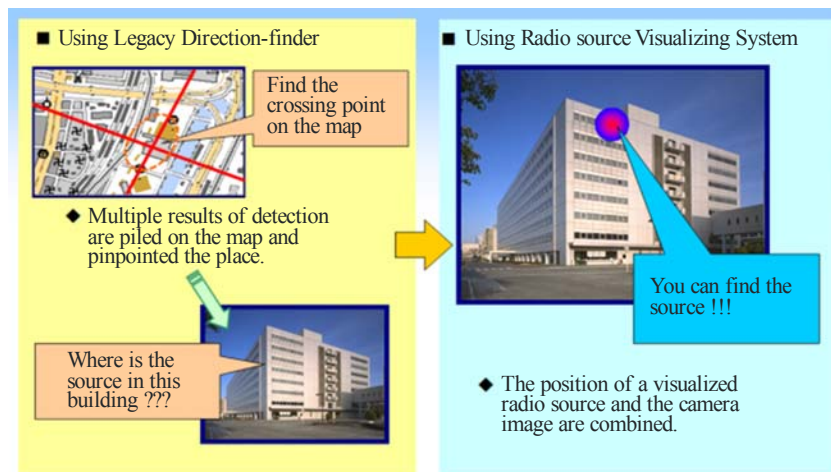 ■ Using Legacy Direction-finder
Find the
crossing point
on the map
◆ Multiple results of detection
are piled on the map and
pinpointed the place.
Where is the
source in this
building ???
■ Using Radio source Visualizing System
You can find the
source !!!
◆ The position of a visualized
radio source and the camera
image are combined.